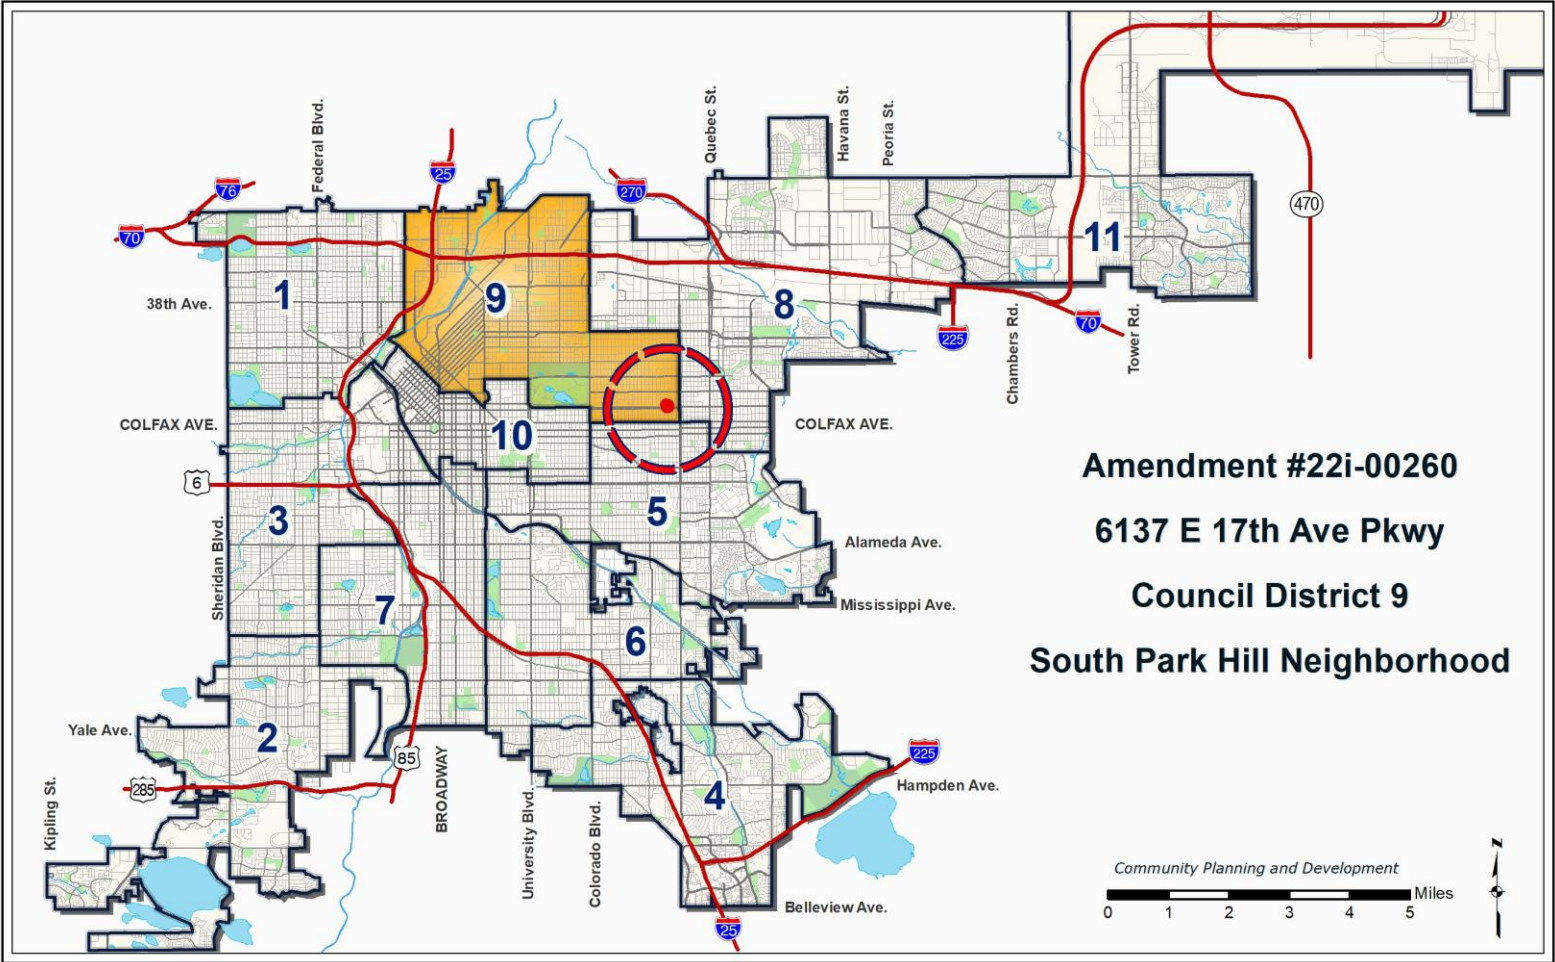 Federal Blvd.
Quebec St.
Havana St.
Peoria St.
76
25
270
70
470
11
1
9
8
38th Ave.
225
70
Chambers Rd.
Tower Rd.
COLFAX AVE.
10
COLFAX AVE.
6
3
5
Sheridan Blvd.
Alameda Ave.
Mississippi Ave.
7
6
Yale Ave.
2
85
225
285
4
Hampden Ave.
Kipling St.
BROADWAY
University Blvd.
Colorado Blvd.
Belleview Ave.
25
Amendment #22i-00260
6137 E 17th Ave Pkwy
Council District 9
South Park Hill Neighborhood
Community Planning and Development
Miles
0 1 2 3 4 5
N